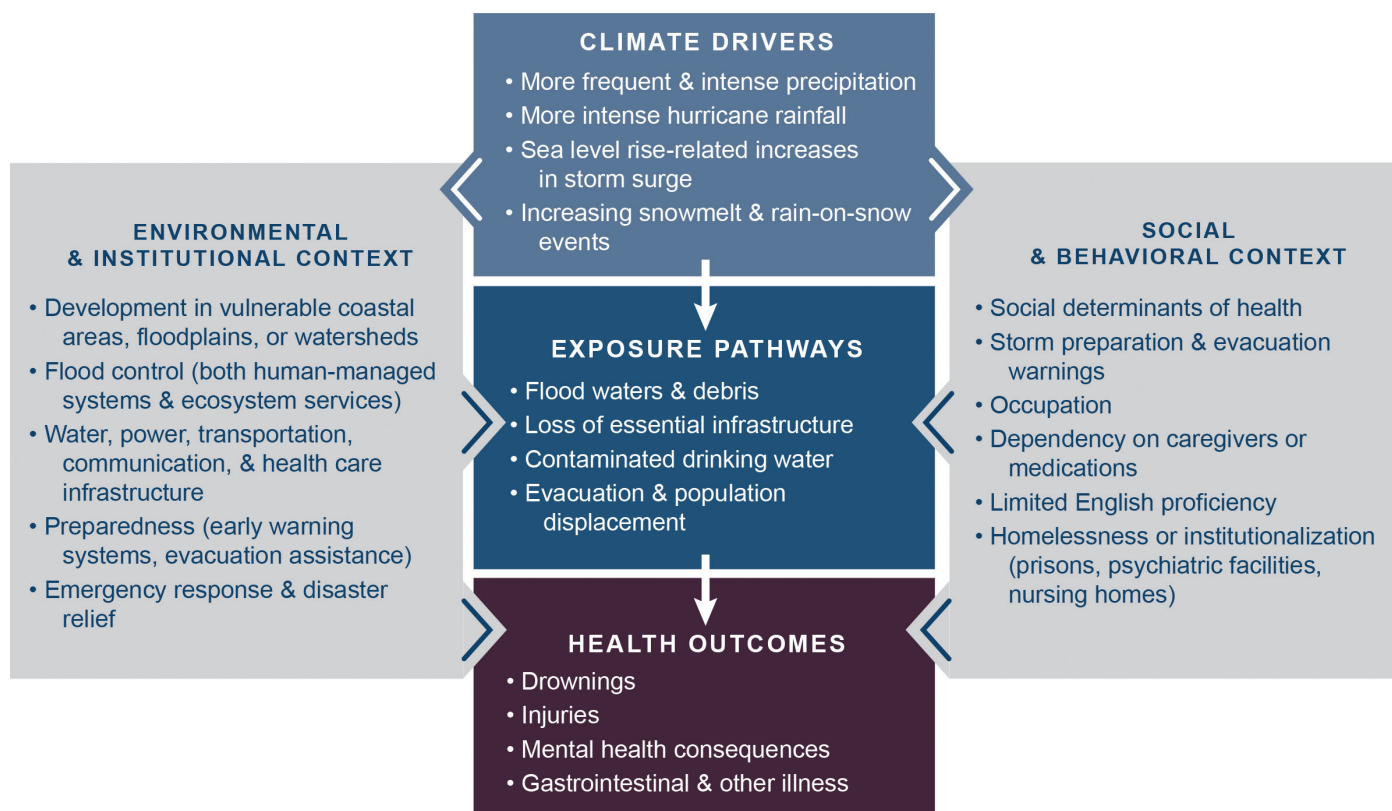 CLIMATE DRIVERS
• More frequent & intense precipitation
• More intense hurricane rainfall
• Sea level rise-related increases
in storm surge
• Increasing snowmelt & rain-on-snow
events
ENVIRONMENTAL
& INSTITUTIONAL CONTEXT
• Development in vulnerable coastal
areas, floodplains, or watersheds
• Flood control (both human-managed
systems & ecosystem services)
• Water, power, transportation,
communication, & health care
infrastructure
• Preparedness (early warning
systems, evacuation assistance)
• Emergency response & disaster
relief
EXPOSURE PATHWAYS
• Flood waters & debris
• Loss of essential infrastructure
• Contaminated drinking water
• Evacuation & population
displacement
SOCIAL
& BEHAVIORAL CONTEXT
• Social determinants of health
• Storm preparation & evacuation
warnings
• Occupation
• Dependency on caregivers or
medications
• Limited English proficiency
• Homelessness or institutionalization
(prisons, psychiatric facilities,
nursing homes)
HEALTH OUTCOMES
• Drownings
• Injuries
• Mental health consequences
• Gastrointestinal & other illness